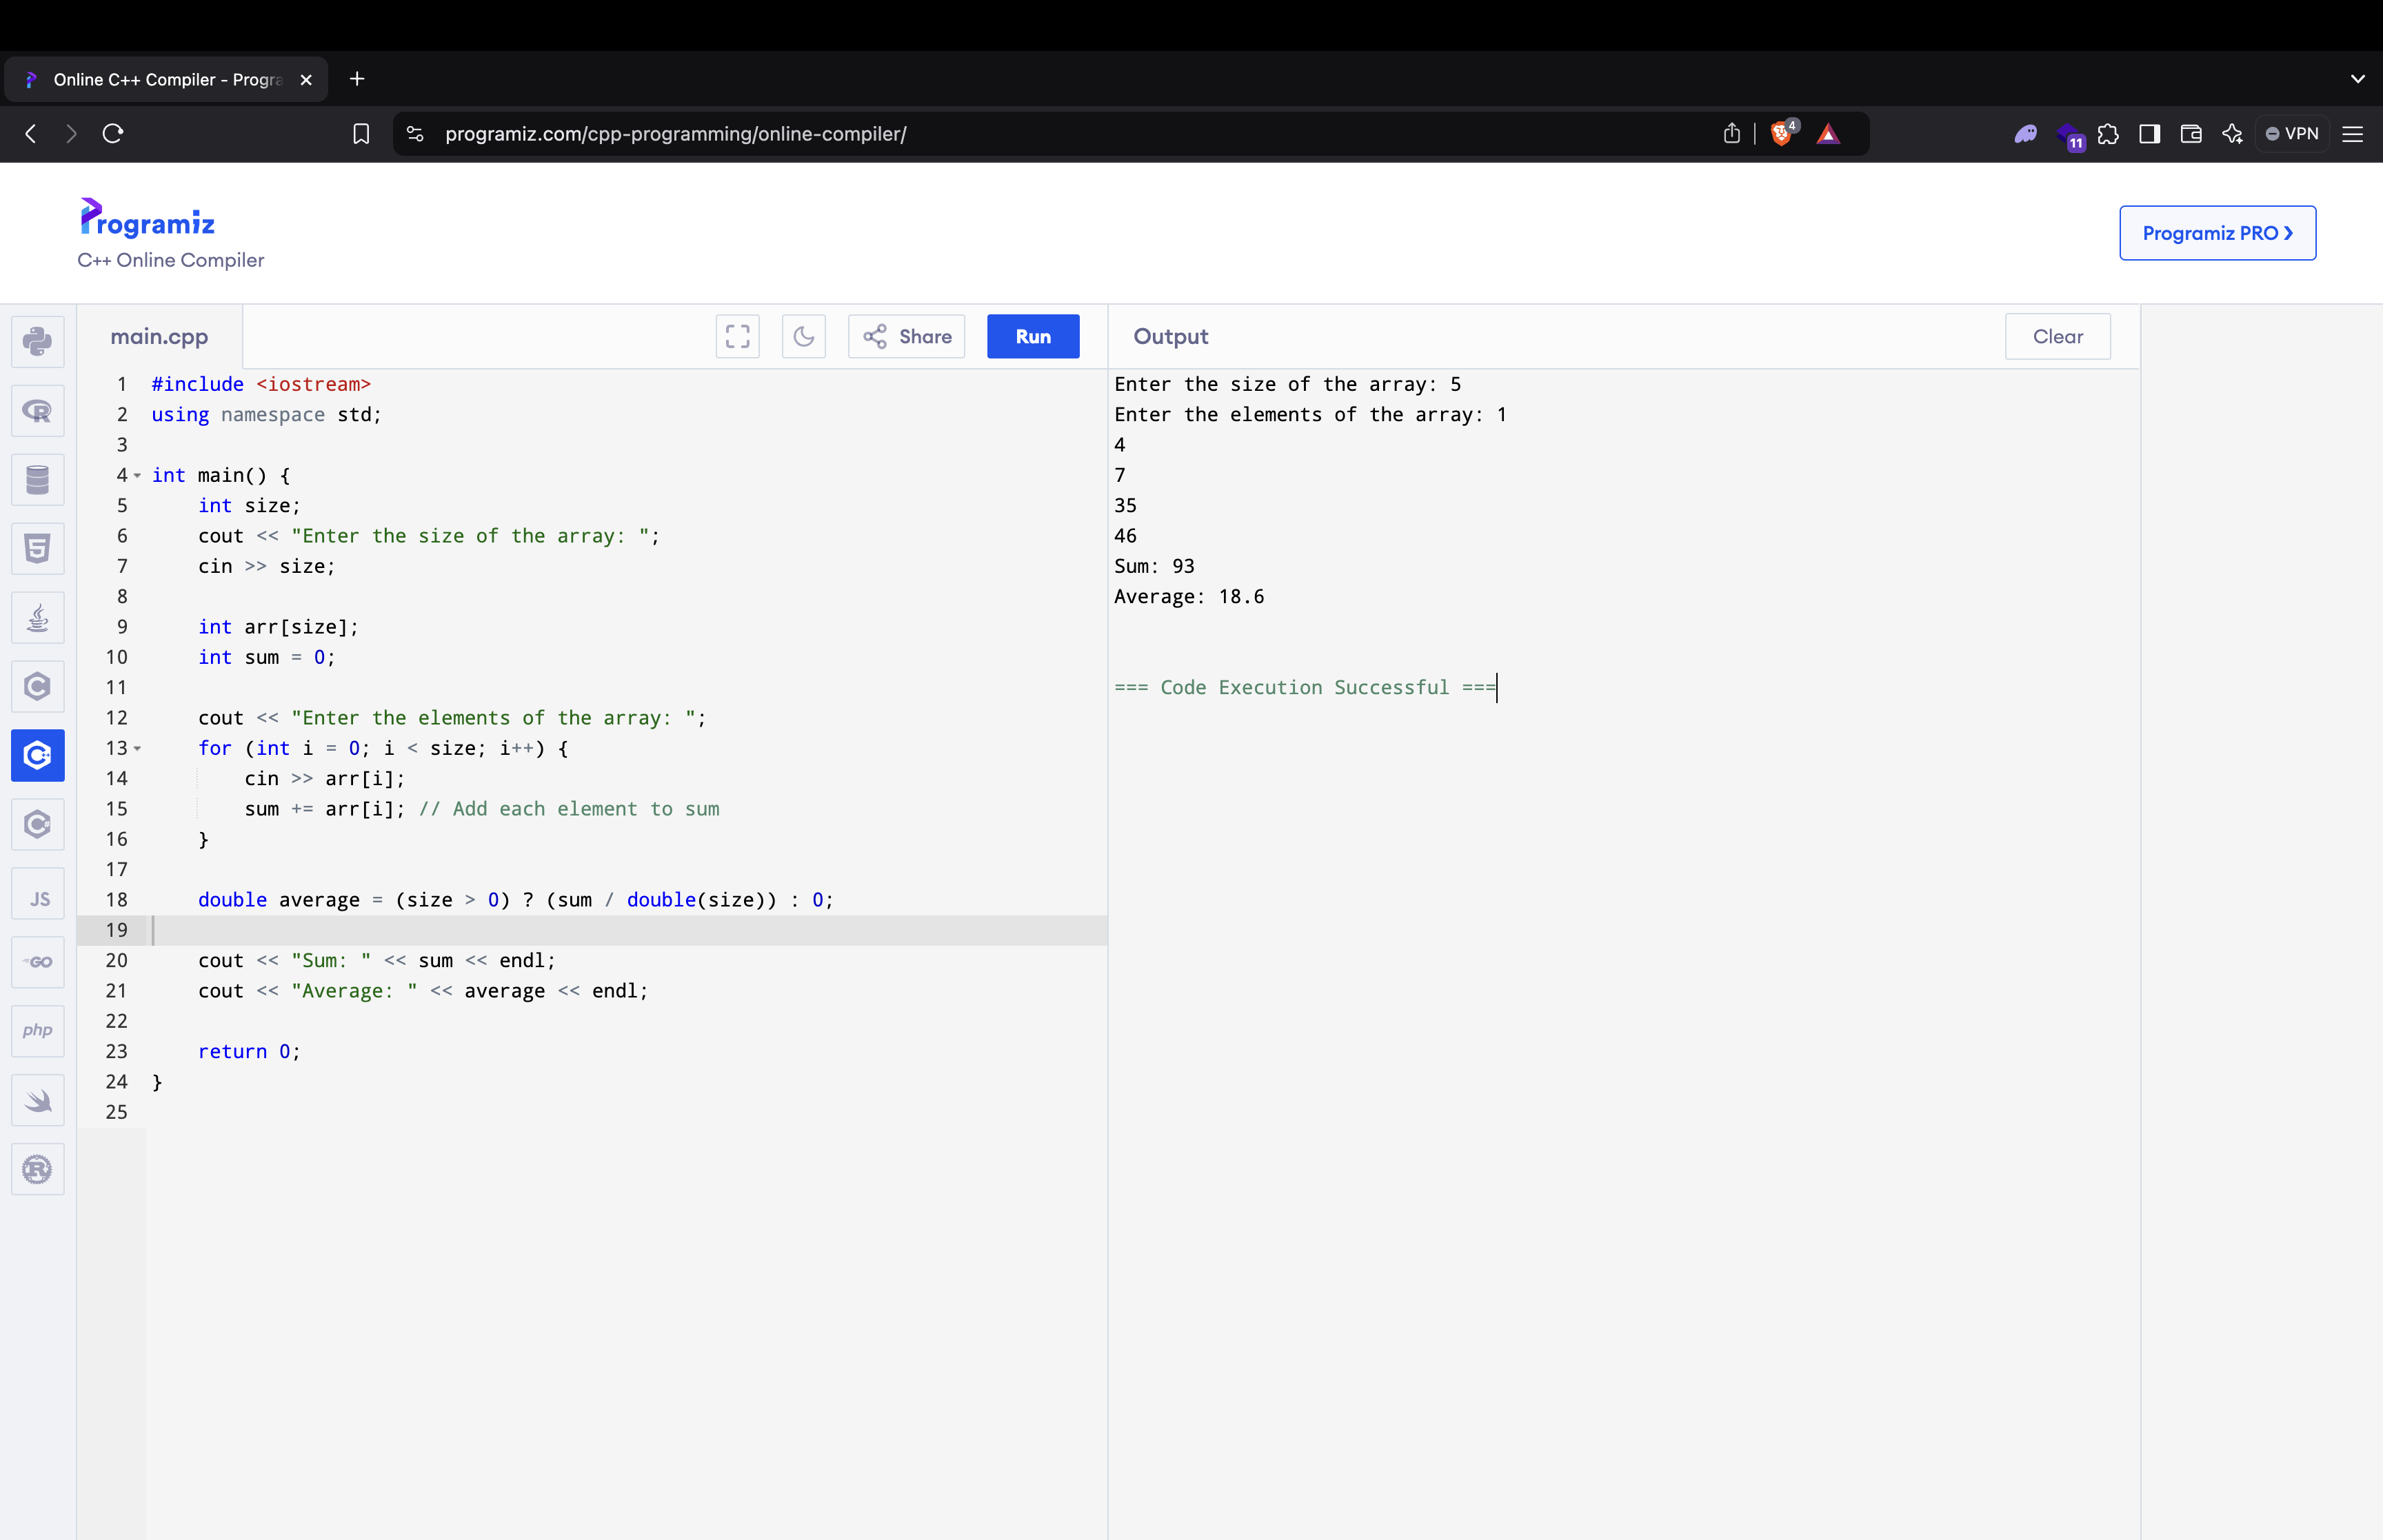 Online C++ Compiler - Progra
programiz.com/cpp-programming/online-compiler/
4
11
VPN
Programiz
C++ Online Compiler
Programiz PRO ❯
main.cpp
Share
Run
Output
Clear
1 #include <iostream>
2 using namespace std;
3
4 int main() {
5     int size;
6     cout << "Enter the size of the array: ";
7     cin >> size;
8
9     int arr[size];
10     int sum = 0;
11
12     cout << "Enter the elements of the array: ";
13     for (int i = 0; i < size; i++) {
14         cin >> arr[i];
15         sum += arr[i]; // Add each element to sum
16     }
17
18     double average = (size > 0) ? (sum / double(size)) : 0;
19
20     cout << "Sum: " << sum << endl;
21     cout << "Average: " << average << endl;
22
23     return 0;
24 }
25
Enter the size of the array: 5
Enter the elements of the array: 1
4
7
35
46
Sum: 93
Average: 18.6
=== Code Execution Successful ===
R
5
C
C+
C#
JS
GO
php
R